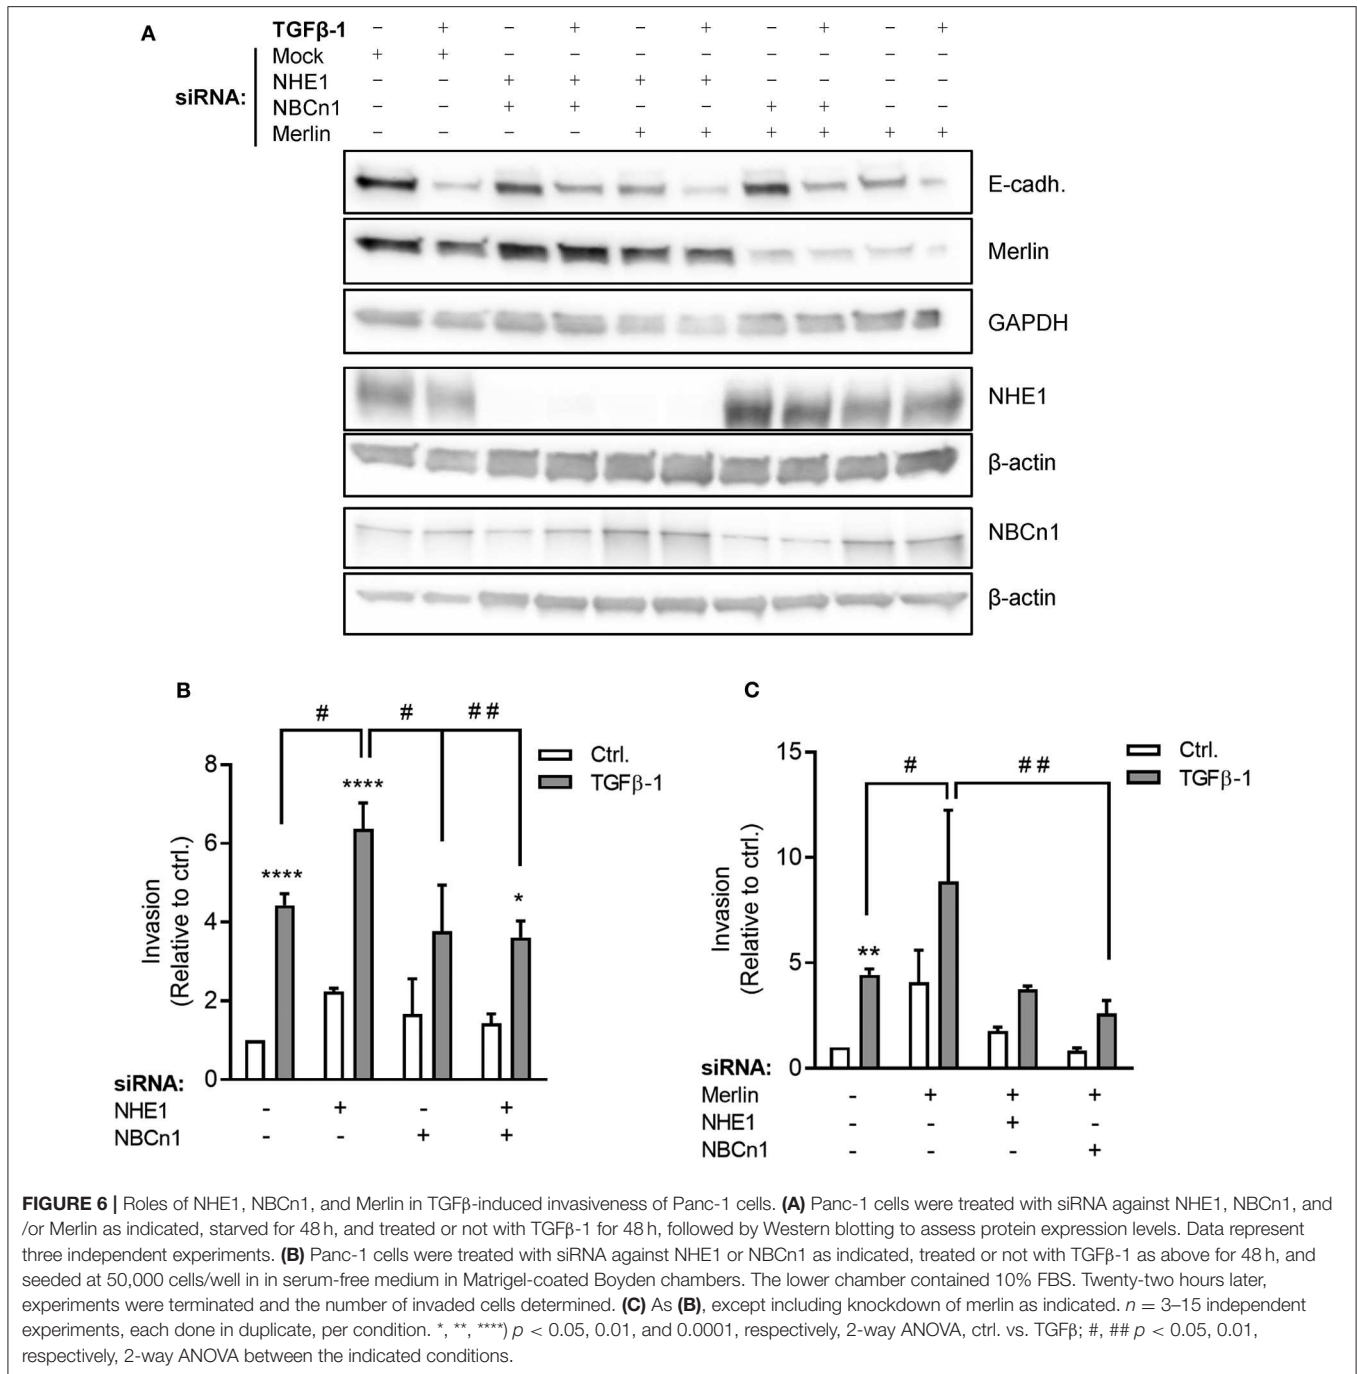 A
TGFβ-1 – + – + – + – + – +
Mock + + – – – – – – – –
NHE1 – – + + + + – – – –
siRNA: NBCn1 – – + + – – + + – –
Merlin – – – – + + + + + +
E-cadh.
Merlin
GAPDH
NHE1
β-actin
NBCn1
β-actin
B
# # ##
Ctrl.
TGFβ-1
Invasion
(Relative to ctrl.)
8
6
4
2
0
**** **** *
siRNA:
NHE1 - + - +
NBCn1 - - + +
C
# ##
Ctrl.
TGFβ-1
Invasion
(Relative to ctrl.)
15
10
5
0
**
siRNA:
Merlin - + + +
NHE1 - - + -
NBCn1 - - - +
FIGURE 6 | Roles of NHE1, NBCn1, and Merlin in TGFβ-induced invasiveness of Panc-1 cells. (A) Panc-1 cells were treated with siRNA against NHE1, NBCn1, and
/or Merlin as indicated, starved for 48 h, and treated or not with TGFβ-1 for 48 h, followed by Western blotting to assess protein expression levels. Data represent
three independent experiments. (B) Panc-1 cells were treated with siRNA against NHE1 or NBCn1 as indicated, treated or not with TGFβ-1 as above for 48 h, and
seeded at 50,000 cells/well in in serum-free medium in Matrigel-coated Boyden chambers. The lower chamber contained 10% FBS. Twenty-two hours later,
experiments were terminated and the number of invaded cells determined. (C) As (B), except including knockdown of merlin as indicated. n = 3–15 independent
experiments, each done in duplicate, per condition. *, **, ****) p < 0.05, 0.01, and 0.0001, respectively, 2-way ANOVA, ctrl. vs. TGFβ; #, ## p < 0.05, 0.01,
respectively, 2-way ANOVA between the indicated conditions.